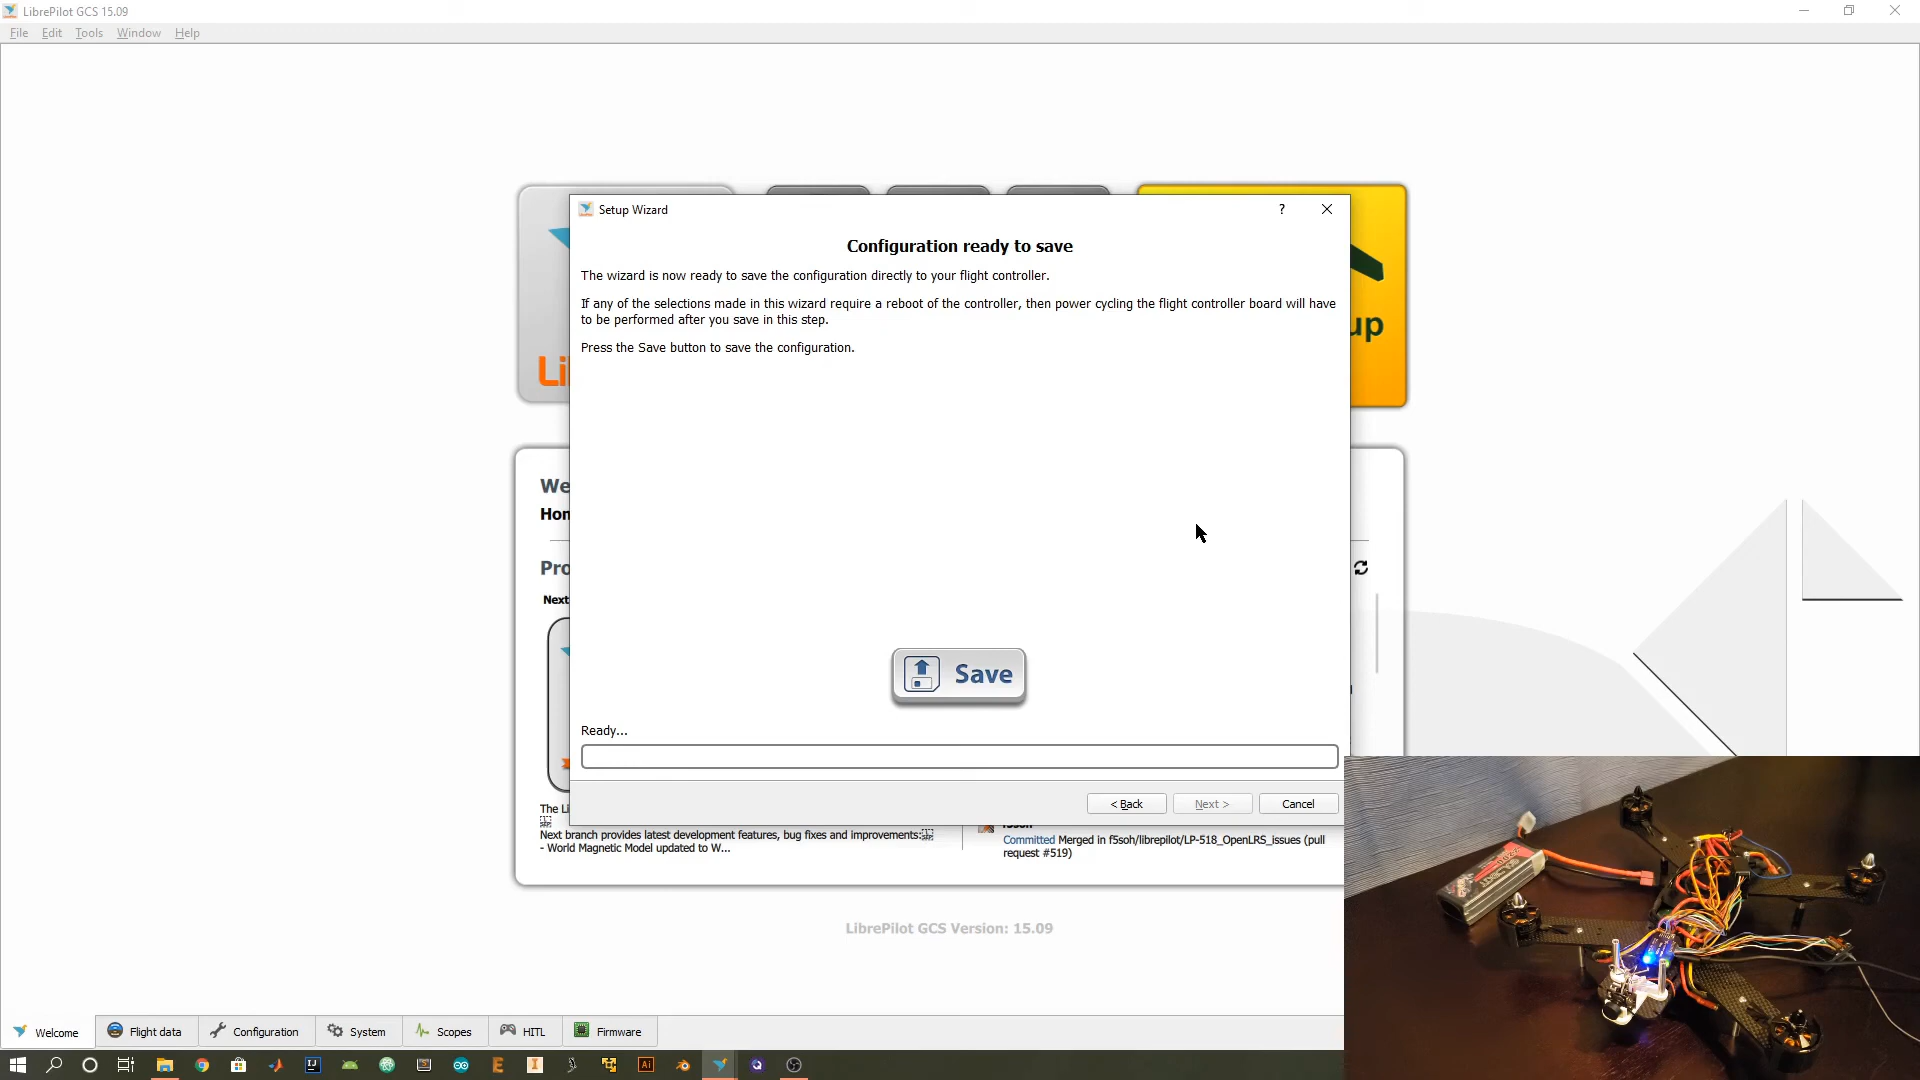 LibrePilot GCS 15.09
File Edit Tools Window Help
Setup Wizard
?
Configuration ready to save
The wizard is now ready to save the configuration directly to your flight controller.
If any of the selections made in this wizard require a reboot of the controller, then power cycling the flight controller board will have
to be performed after you save in this step.
Press the Save button to save the configuration.
up
Li
We
Hon
Pro
Next
Save
Ready...
< Back
Next >
Cancel
The Li
Next branch provides latest development features, bug fixes and improvements:
- World Magnetic Model updated to W...
Committed Merged in f5soh/librepilot/LP-518_OpenLRS_issues (pull
request #519)
LibrePilot GCS Version: 15.09
Welcome
Flight data
Configuration
System
Scopes
HITL
Firmware